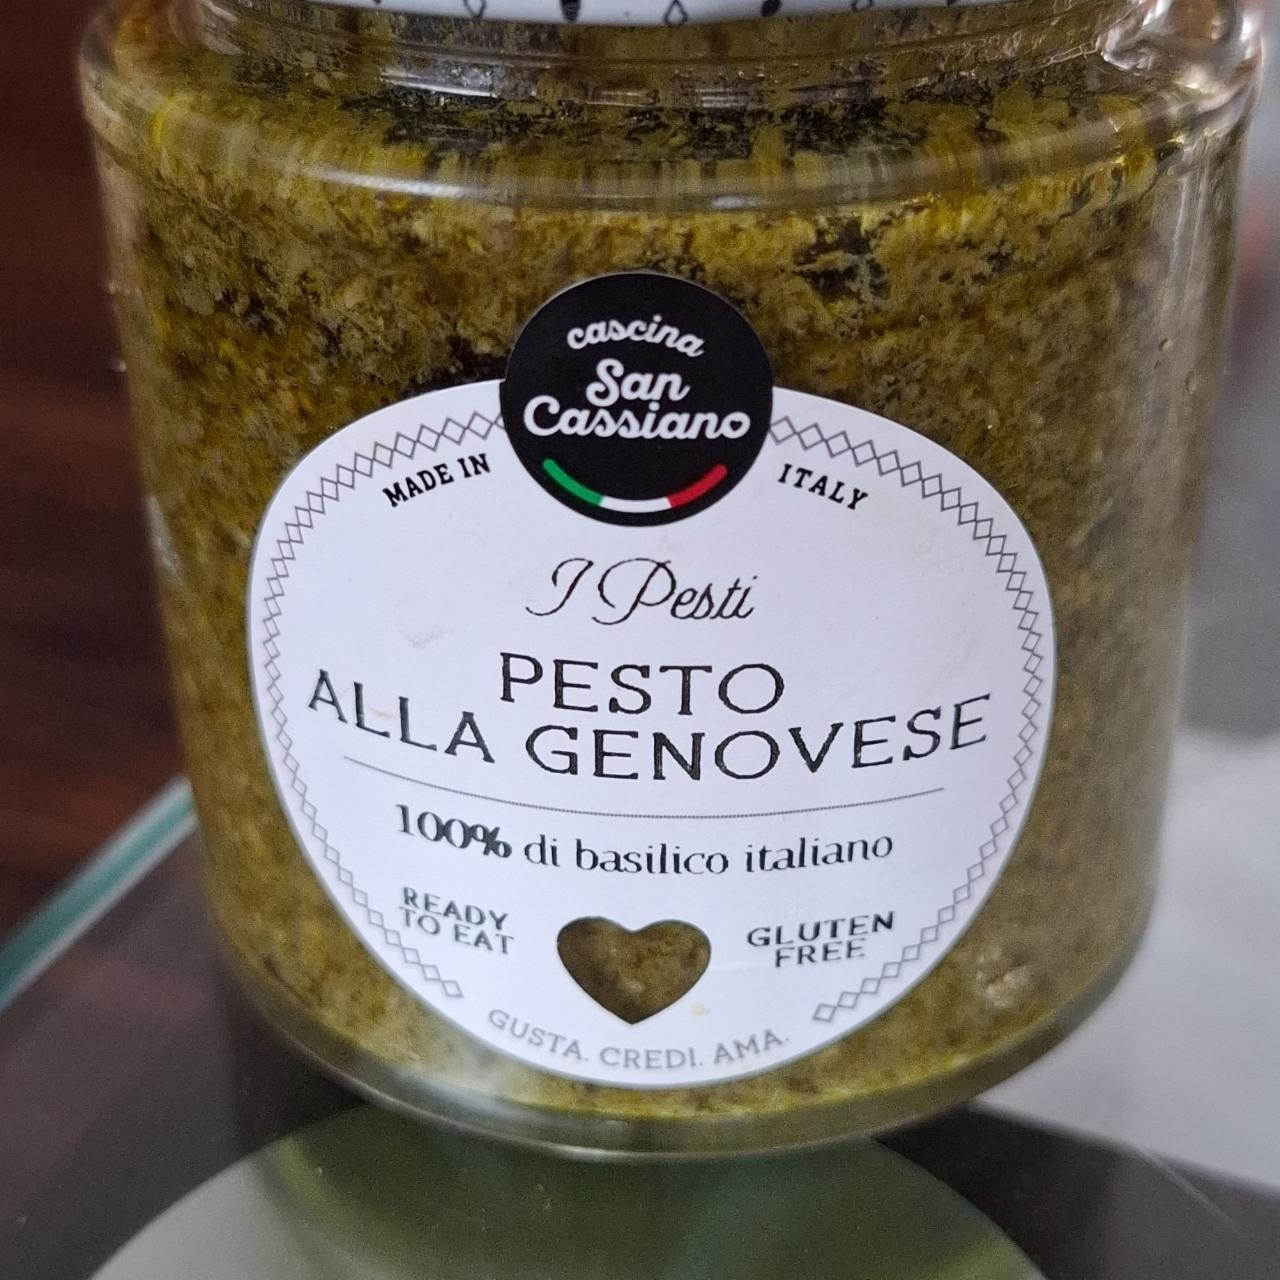 cascina
San
Cassiano
MADE IN ITALY
I Pesti
PESTO
ALLA GENOVESE
100% di basilico italiano
READY
TO EAT
GLUTEN
FREE
GUSTA. CREDI. AMA.